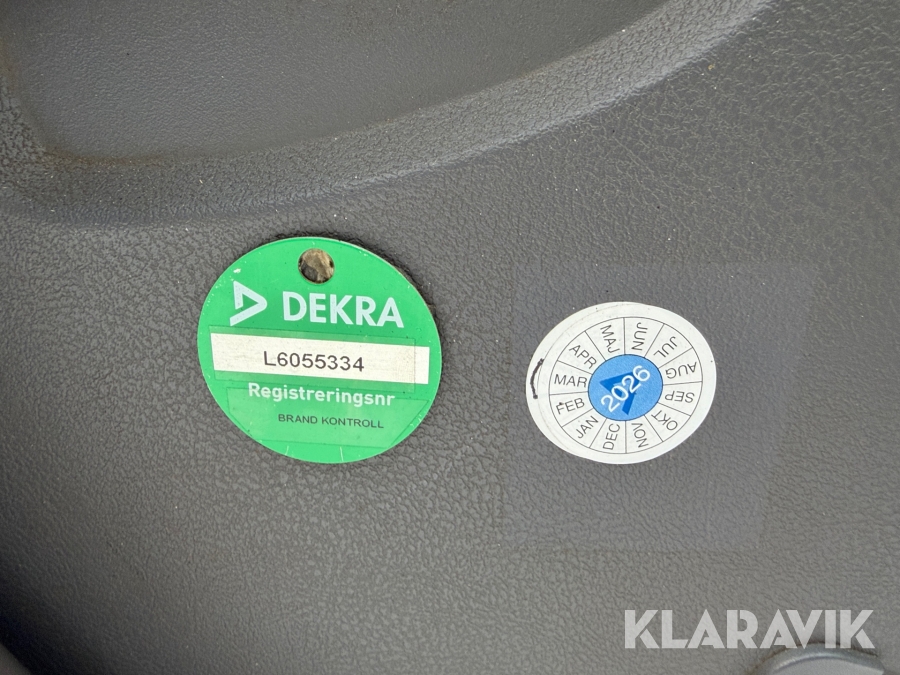 DEKRA
L6055334
Registreringsnr
BRAND KONTROLL
JAN
FEB
MAR
APR
MAJ
JUN
JUL
AUG
SEP
OKT
NOV
DEC
2026
KLARAVIK